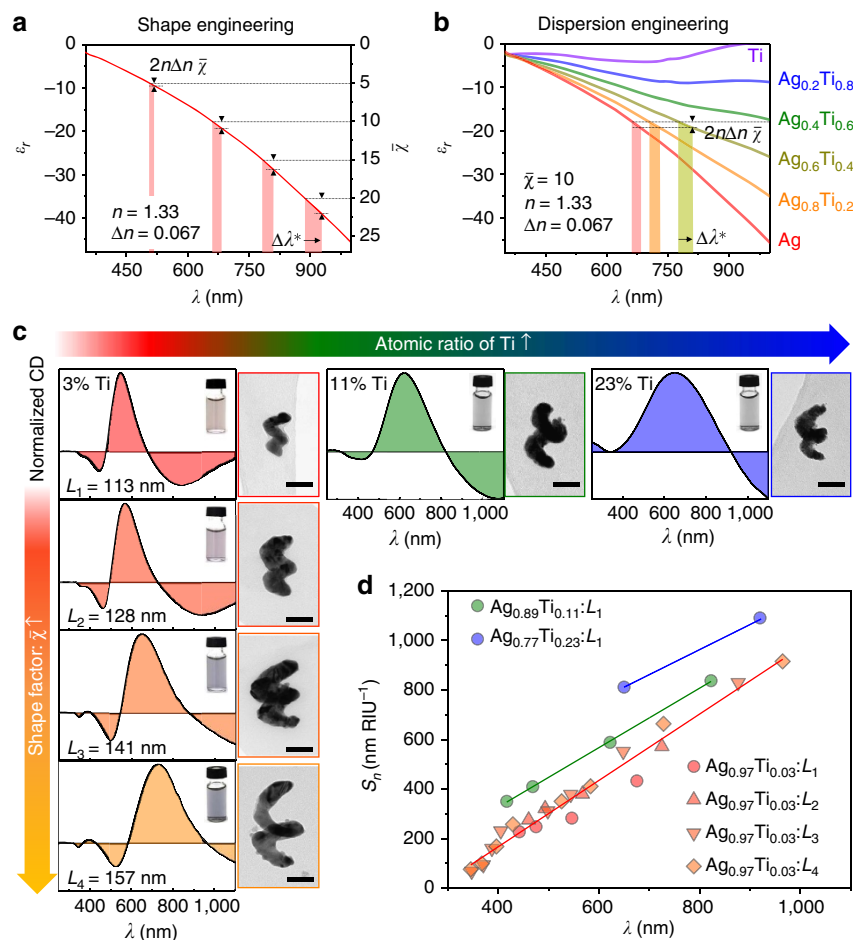 a
Shape engineering
0
−10
−20
−30
−40
εr
0
5
10
15
20
25
χ̄
2nΔn χ̄
n = 1.33
Δn = 0.067
Δλ*
450 600 750 900
λ (nm)
b
Dispersion engineering
0
−10
−20
−30
−40
εr
Ti
Ag0.2Ti0.8
Ag0.4Ti0.6
Ag0.6Ti0.4
Ag0.8Ti0.2
Ag
2nΔn χ̄
χ̄ = 10
n = 1.33
Δn = 0.067
Δλ*
450 600 750 900
λ (nm)
c
Atomic ratio of Ti ↑
Normalized CD
Shape factor: χ̄ ↑
3% Ti
L1 = 113 nm
11% Ti
400 600 800 1,000
λ (nm)
23% Ti
400 600 800 1,000
λ (nm)
L2 = 128 nm
L3 = 141 nm
L4 = 157 nm
400 600 800 1,000
λ (nm)
d
1,200
1,000
800
600
400
200
0
Sn (nm RIU−1)
Ag0.89Ti0.11:L1
Ag0.77Ti0.23:L1
Ag0.97Ti0.03:L1
Ag0.97Ti0.03:L2
Ag0.97Ti0.03:L3
Ag0.97Ti0.03:L4
400 600 800 1,000
λ (nm)